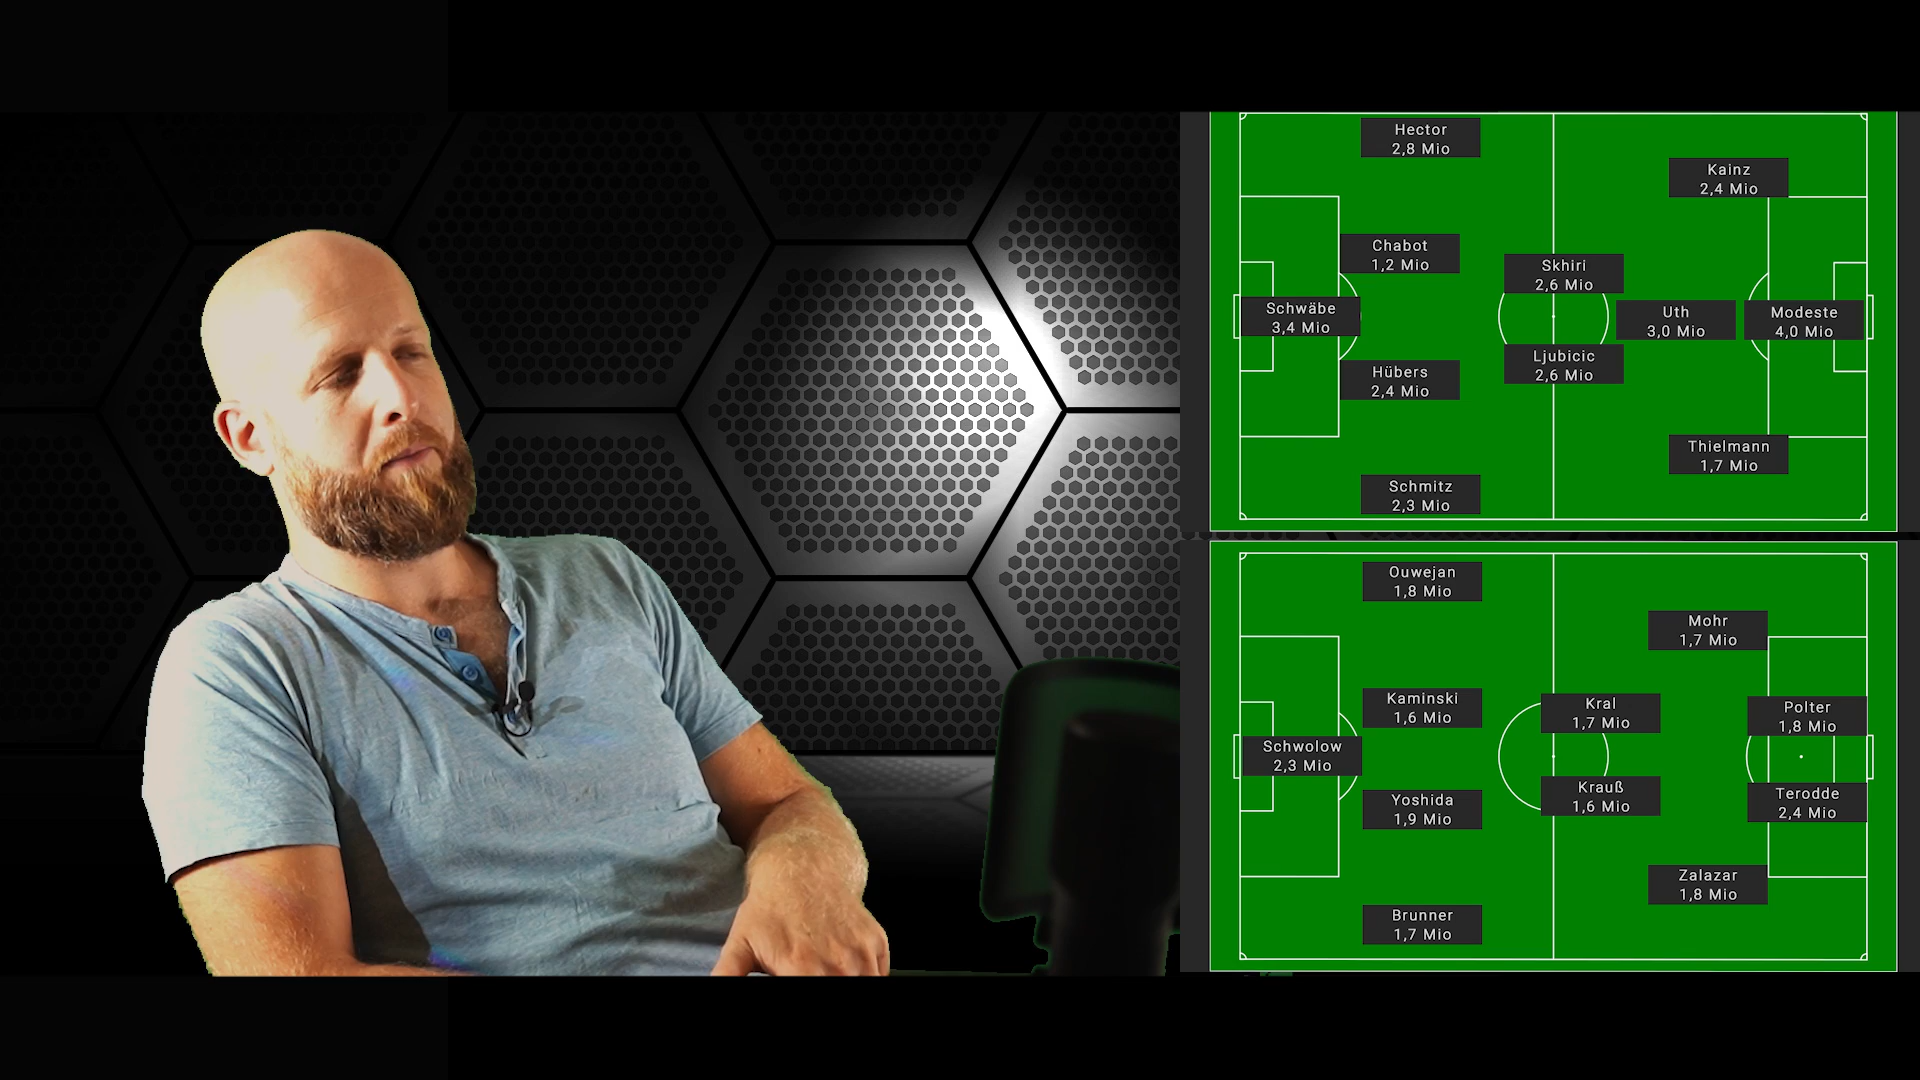 Hector
2,8 Mio
Kainz
2,4 Mio
Chabot
1,2 Mio
Skhiri
2,6 Mio
Schwäbe
3,4 Mio
Uth
3,0 Mio
Modeste
4,0 Mio
Ljubicic
2,6 Mio
Hübers
2,4 Mio
Thielmann
1,7 Mio
Schmitz
2,3 Mio
Ouwejan
1,8 Mio
Mohr
1,7 Mio
Kaminski
1,6 Mio
Kral
1,7 Mio
Polter
1,8 Mio
Schwolow
2,3 Mio
Yoshida
1,9 Mio
Krauß
1,6 Mio
Terodde
2,4 Mio
Zalazar
1,8 Mio
Brunner
1,7 Mio